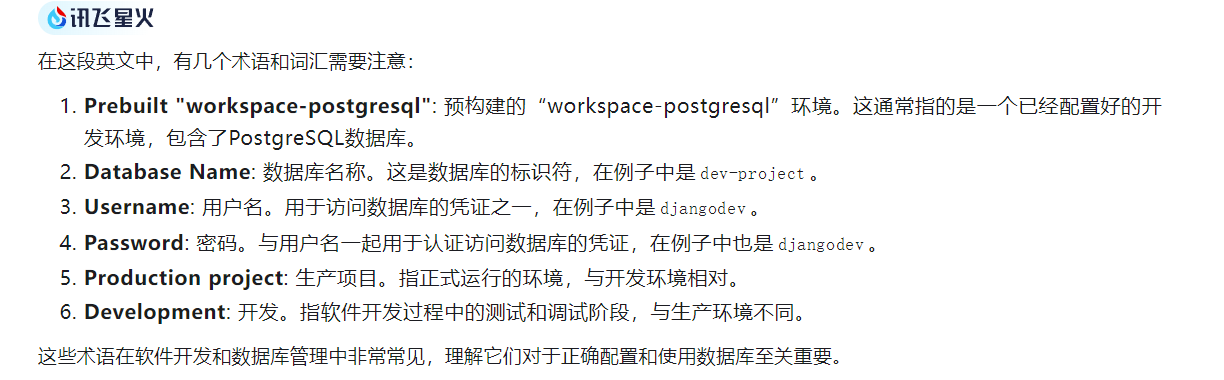 讯飞星火
在这段英文中，有几个术语和词汇需要注意：
1. Prebuilt "workspace-postgresql": 预构建的“workspace-postgresql”环境。这通常指的是一个已经配置好的开
发环境，包含了PostgreSQL数据库。
2. Database Name: 数据库名称。这是数据库的标识符，在例子中是 dev-project 。
3. Username: 用户名。用于访问数据库的凭证之一，在例子中是 djangodev 。
4. Password: 密码。与用户名一起用于认证访问数据库的凭证，在例子中也是 djangodev 。
5. Production project: 生产项目。指正式运行的环境，与开发环境相对。
6. Development: 开发。指软件开发过程中的测试和调试阶段，与生产环境不同。
这些术语在软件开发和数据库管理中非常常见，理解它们对于正确配置和使用数据库至关重要。